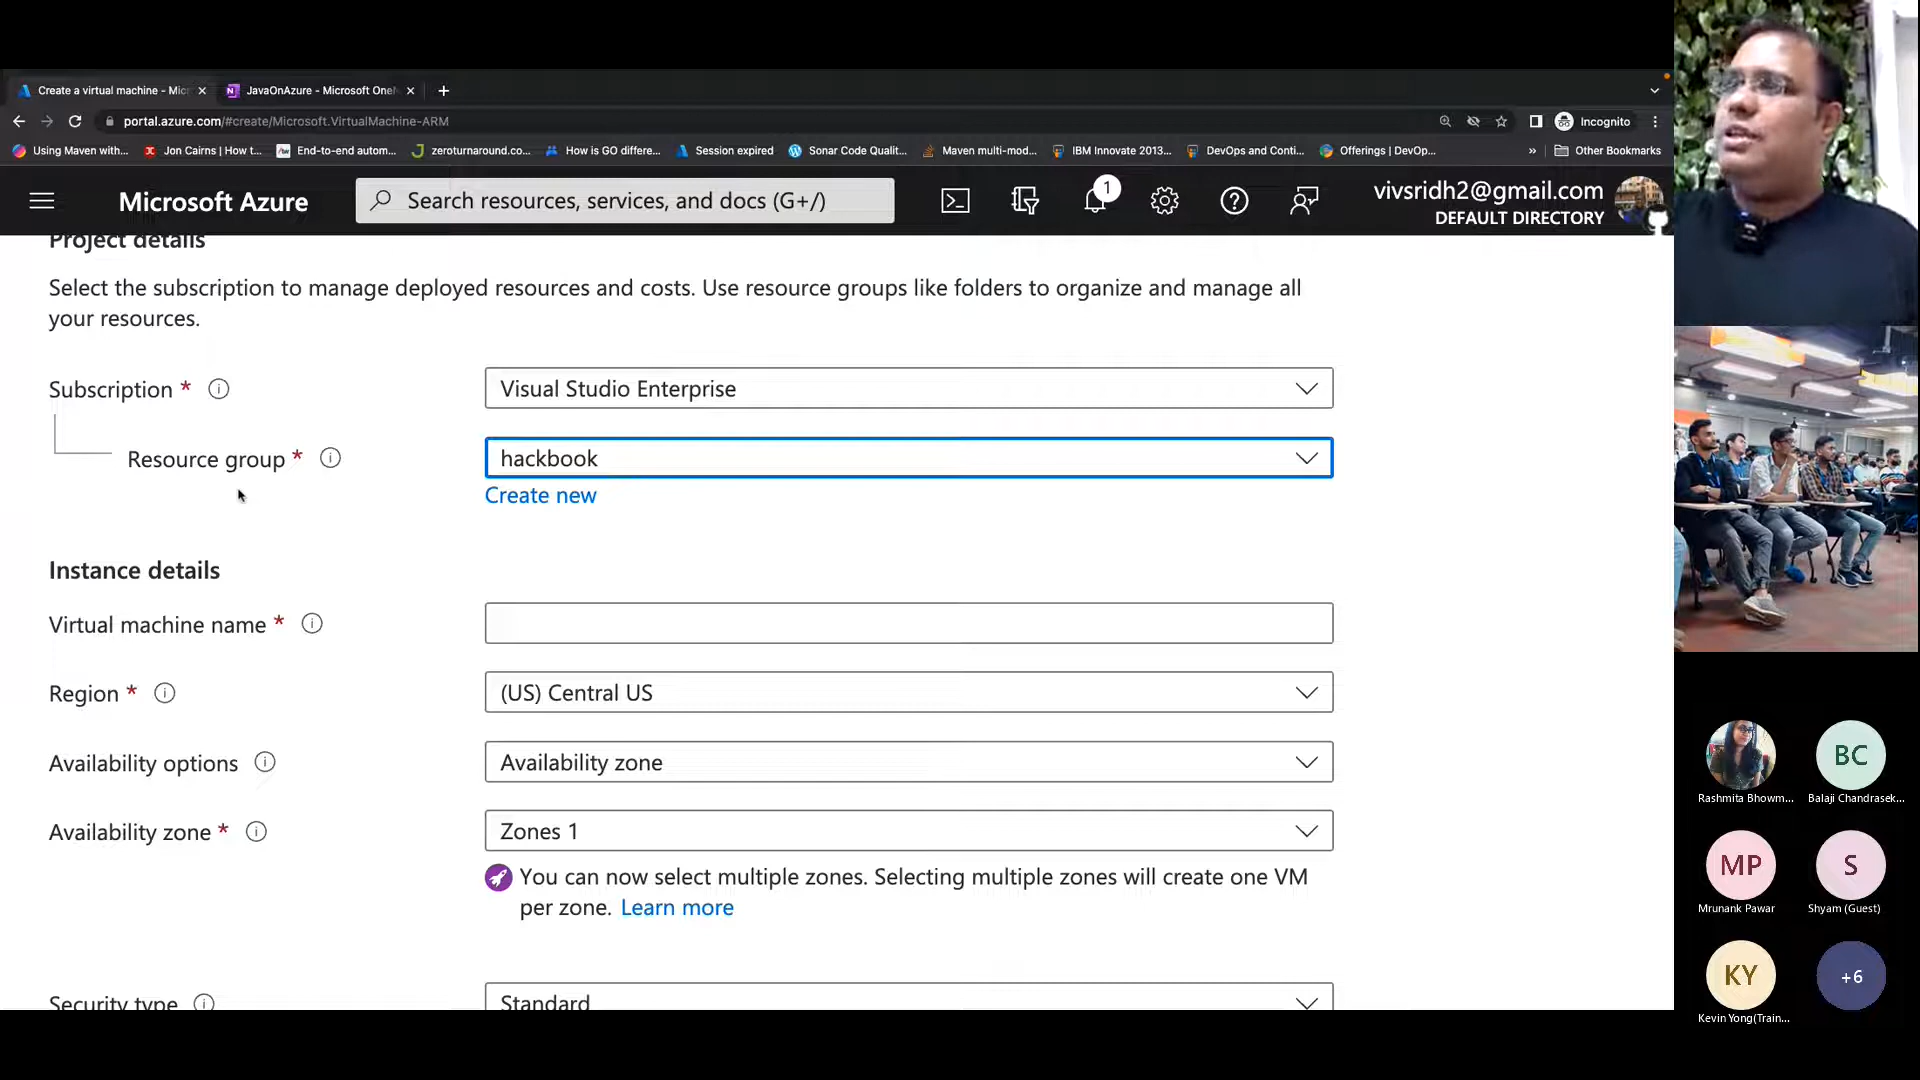 Create a virtual machine - Mic
JavaOnAzure - Microsoft OneN
portal.azure.com/#create/Microsoft.VirtualMachine-ARM
Incognito
Using Maven with...
Jon Cairns | How t...
End-to-end autom...
zeroturnaround.co...
How is GO differe...
Session expired
Sonar Code Qualit...
Maven multi-mod...
IBM Innovate 2013...
DevOps and Conti...
Offerings | DevOp...
»
Other Bookmarks
Microsoft Azure
Search resources, services, and docs (G+/)
1
vivsridh2@gmail.com
DEFAULT DIRECTORY
Project details
Select the subscription to manage deployed resources and costs. Use resource groups like folders to organize and manage all
your resources.
Subscription *
Visual Studio Enterprise
Resource group *
hackbook
Create new
Instance details
Virtual machine name *
Region *
(US) Central US
Availability options
Availability zone
Availability zone *
Zones 1
You can now select multiple zones. Selecting multiple zones will create one VM
per zone. Learn more
Security type
Standard
Rashmita Bhowm...
BC
Balaji Chandrasek...
MP
Mrunank Pawar
S
Shyam (Guest)
KY
Kevin Yong(Train...
+6